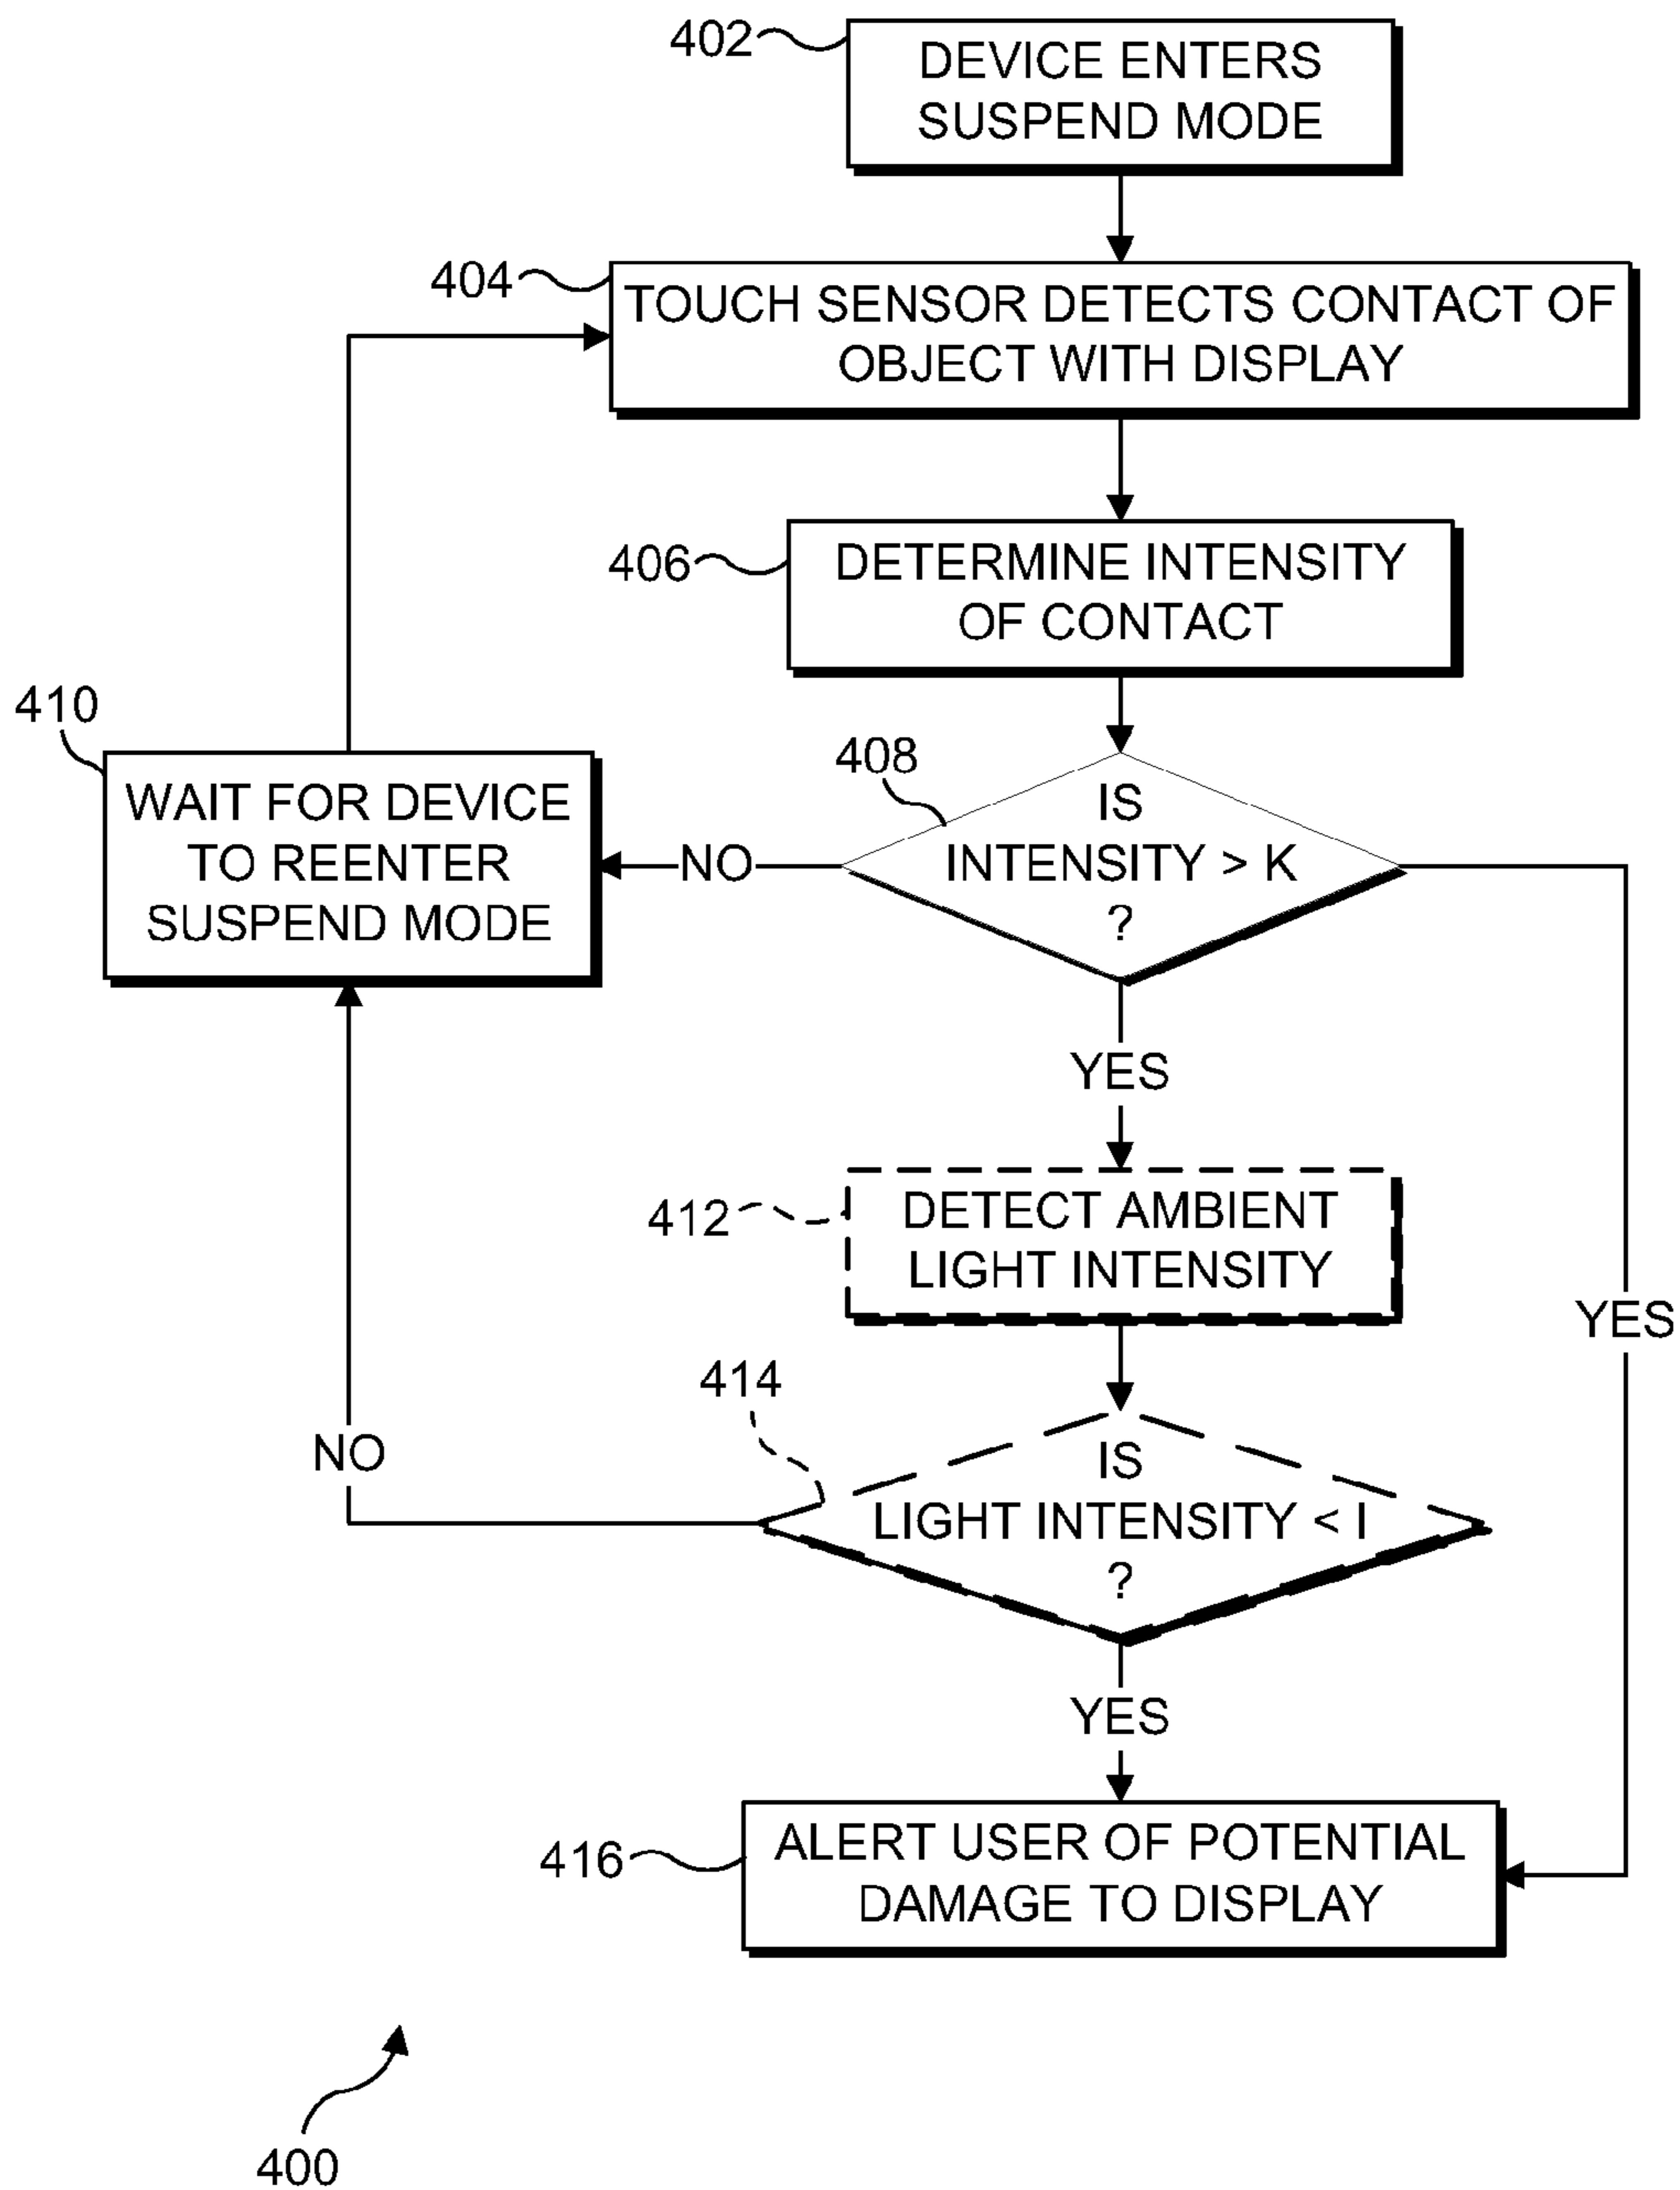 402
DEVICE ENTERS
SUSPEND MODE
404
TOUCH SENSOR DETECTS CONTACT OF
OBJECT WITH DISPLAY
406
DETERMINE INTENSITY
OF CONTACT
410
WAIT FOR DEVICE
TO REENTER
SUSPEND MODE
408
IS
INTENSITY > K
?
NO
YES
YES
412
DETECT AMBIENT
LIGHT INTENSITY
414
IS
LIGHT INTENSITY < I
?
NO
YES
416
ALERT USER OF POTENTIAL
DAMAGE TO DISPLAY
400